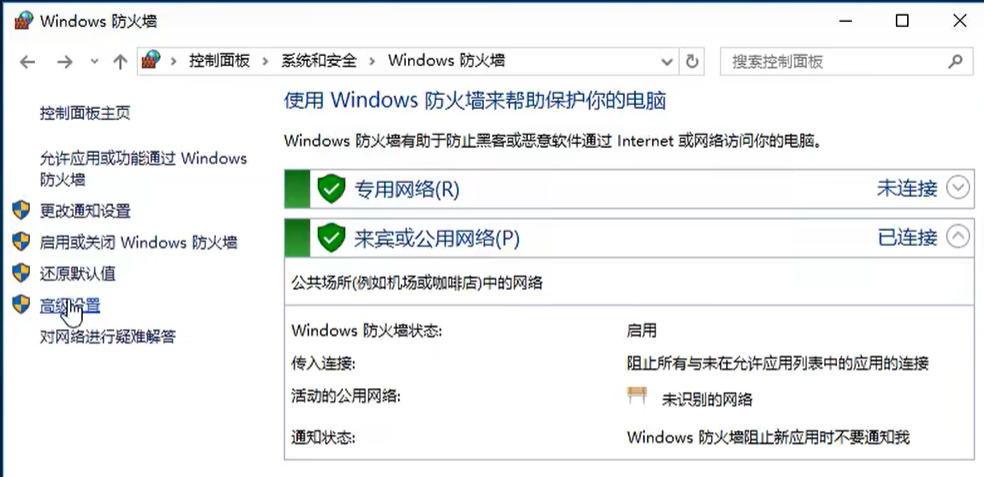 Windows 防火墙
控制面板 › 系统和安全 › Windows 防火墙
搜索控制面板
控制面板主页
允许应用或功能通过 Windows
防火墙
更改通知设置
启用或关闭 Windows 防火墙
还原默认值
高级设置
对网络进行疑难解答
使用 Windows 防火墙来帮助保护你的电脑
Windows 防火墙有助于防止黑客或恶意软件通过 Internet 或网络访问你的电脑。
专用网络(R) 未连接
来宾或公用网络(P) 已连接
公共场所(例如机场或咖啡店)中的网络
Windows 防火墙状态: 启用
传入连接: 阻止所有与未在允许应用列表中的应用的连接
活动的公用网络: 未识别的网络
通知状态: Windows 防火墙阻止新应用时不要通知我